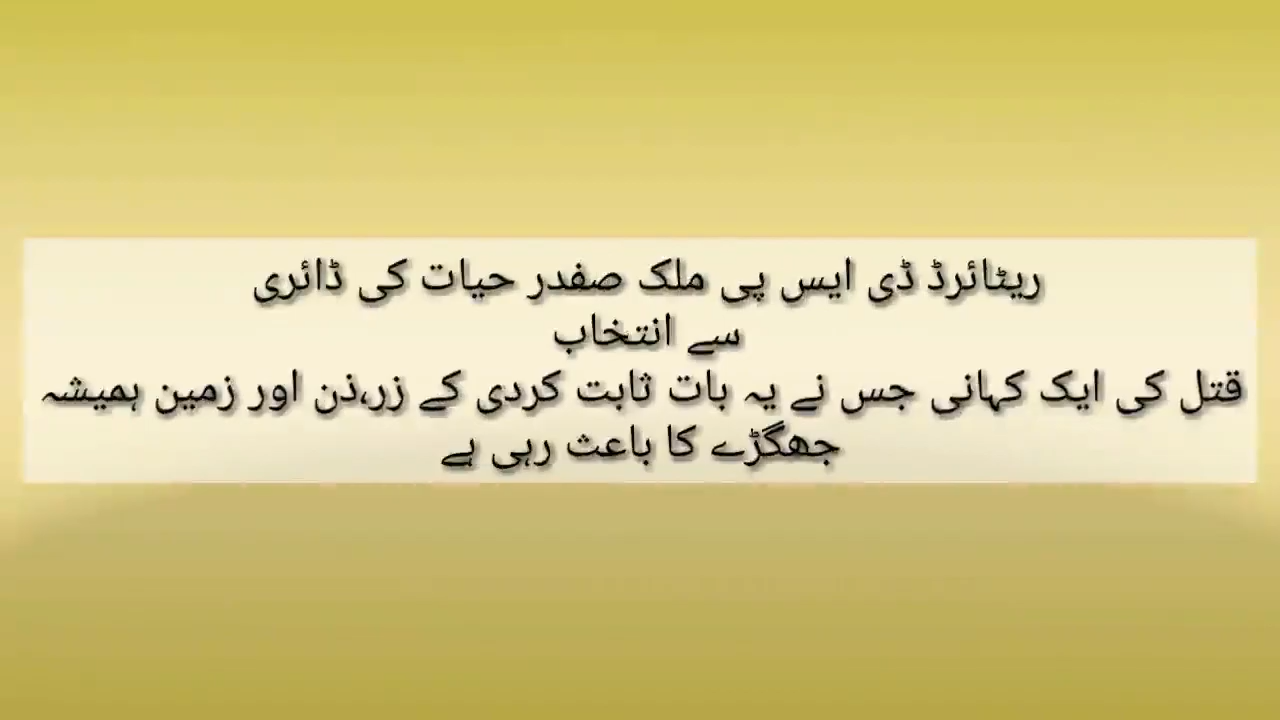 ریٹائرڈ ڈی ایس پی ملک صفدر حیات کی ڈائری
سے انتخاب
قتل کی ایک کہانی جس نے یہ بات ثابت کردی کے زر،ذن اور زمین ہمیشہ
جھگڑے کا باعث رہی ہے